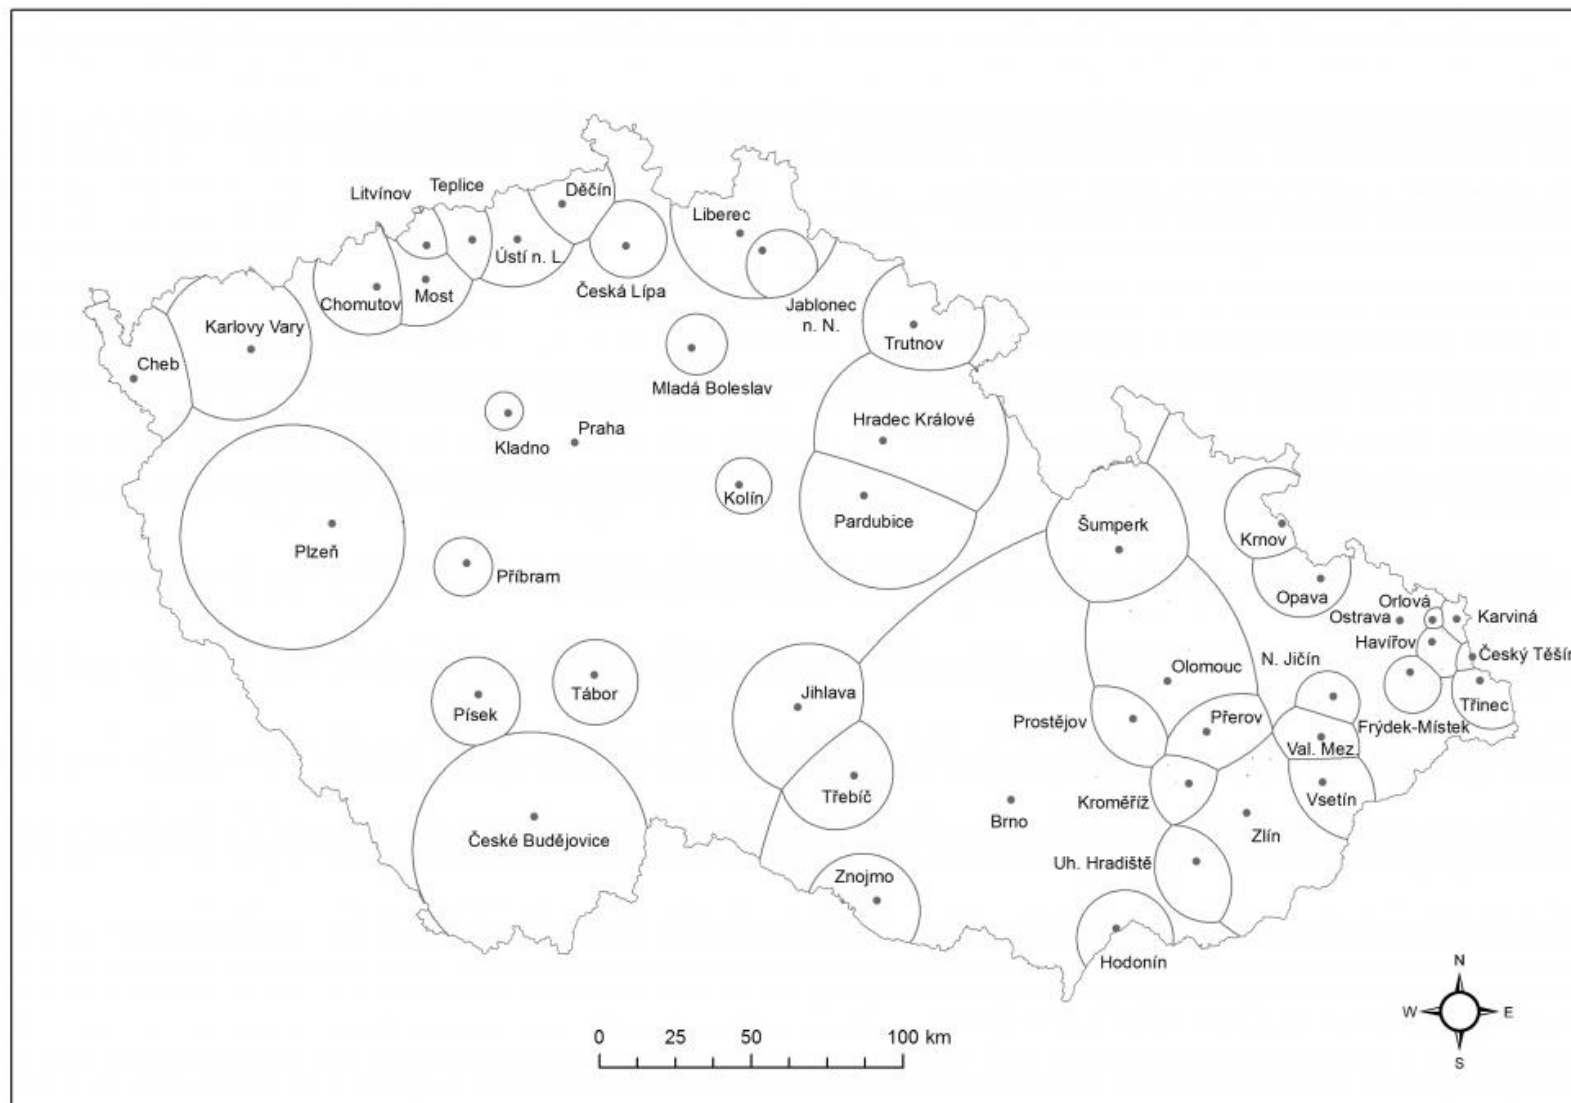 Litvínov
Teplice
Děčín
Liberec
Ústí n. L.
Česká Lípa
Chomutov
Most
Jablonec
n. N.
Karlovy Vary
Trutnov
Cheb
Mladá Boleslav
Hradec Králové
Praha
Kladno
Kolín
Pardubice
Šumperk
Krnov
Plzeň
Příbram
Opava
Orlová
Ostrava
Karviná
Havířov
Český Těšín
N. Jičín
Olomouc
Třinec
Tábor
Písek
Jihlava
Prostějov
Přerov
Frýdek-Místek
Val. Mez.
Třebíč
Kroměříž
Vsetín
Brno
Zlín
České Budějovice
Uh. Hradiště
Znojmo
Hodonín
0 25 50 100 km
N
W E
S